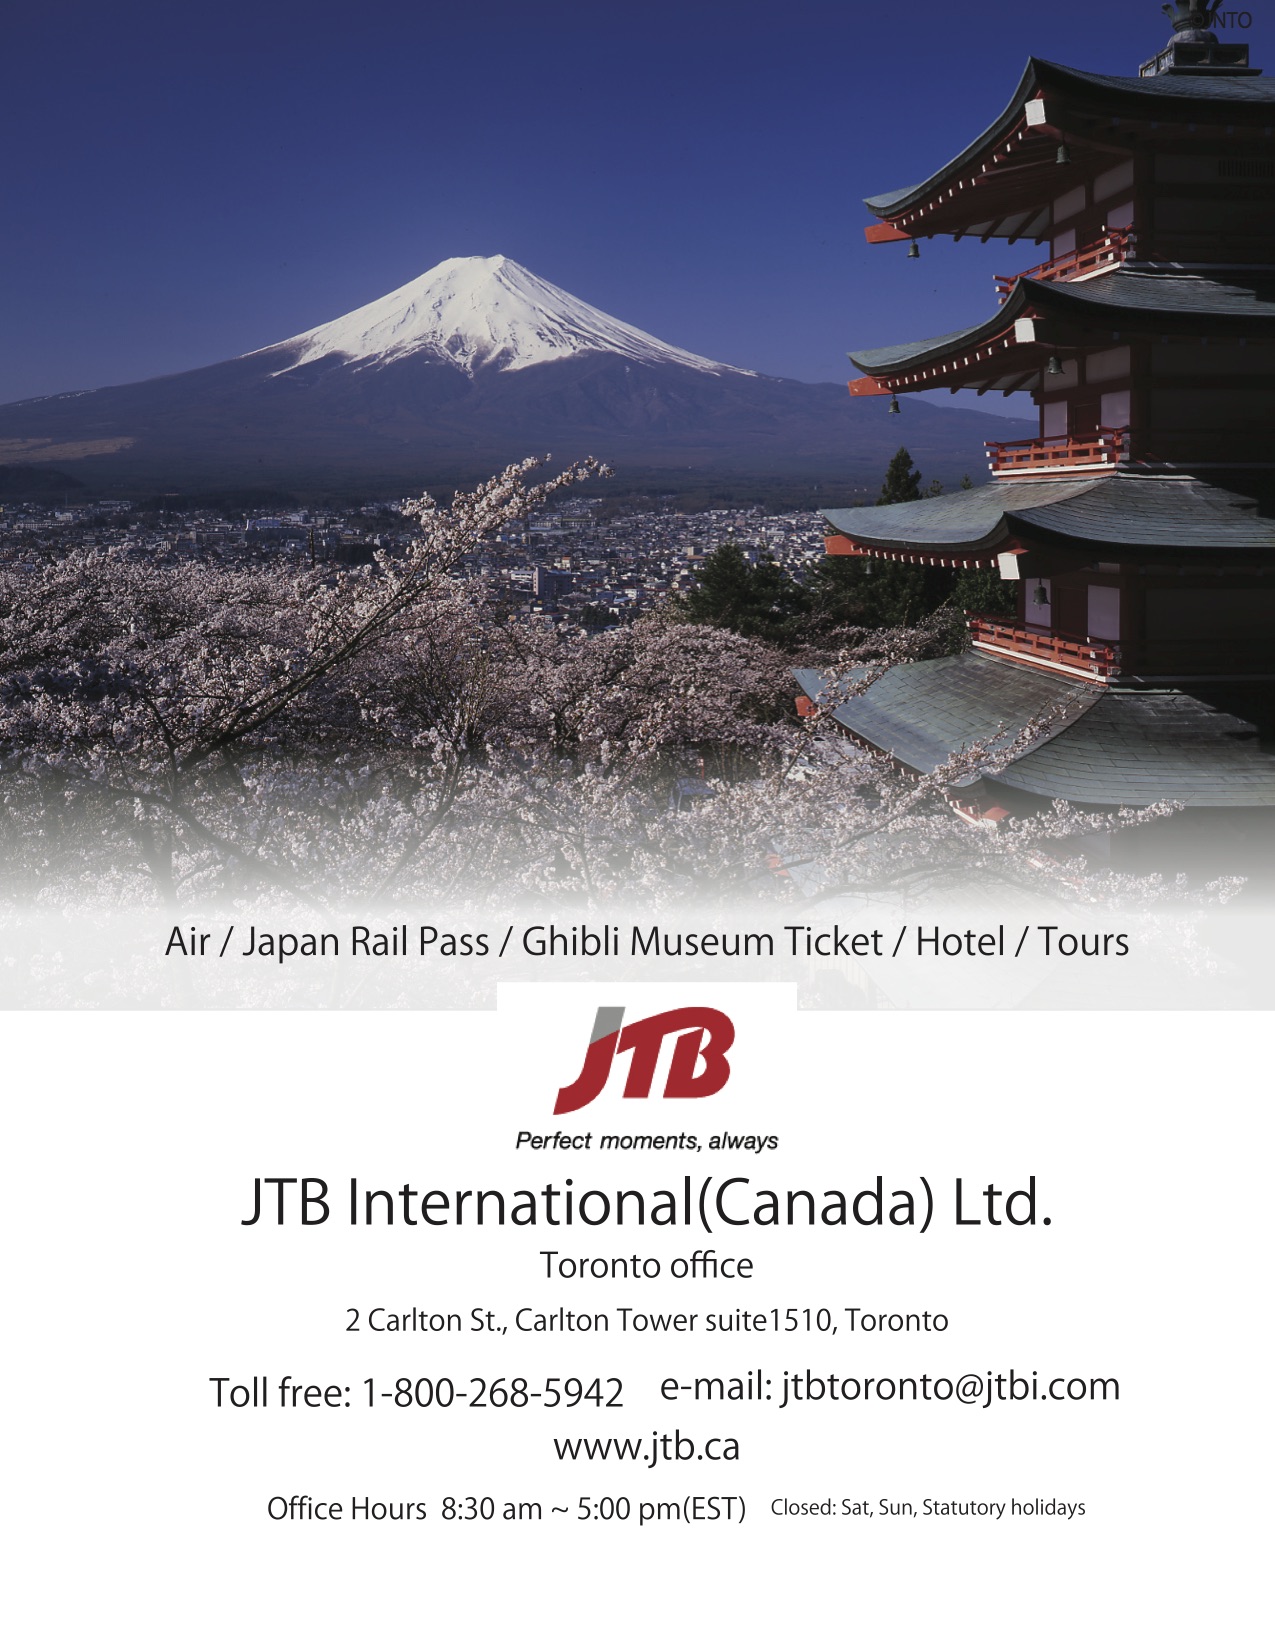 ©JNTO
Air / Japan Rail Pass / Ghibli Museum Ticket / Hotel / Tours
JTB
Perfect moments, always
JTB International(Canada) Ltd.
Toronto office
2 Carlton St., Carlton Tower suite1510, Toronto
Toll free: 1-800-268-5942 e-mail: jtbtoronto@jtbi.com
www.jtb.ca
Office Hours 8:30 am ~ 5:00 pm(EST) Closed: Sat, Sun, Statutory holidays